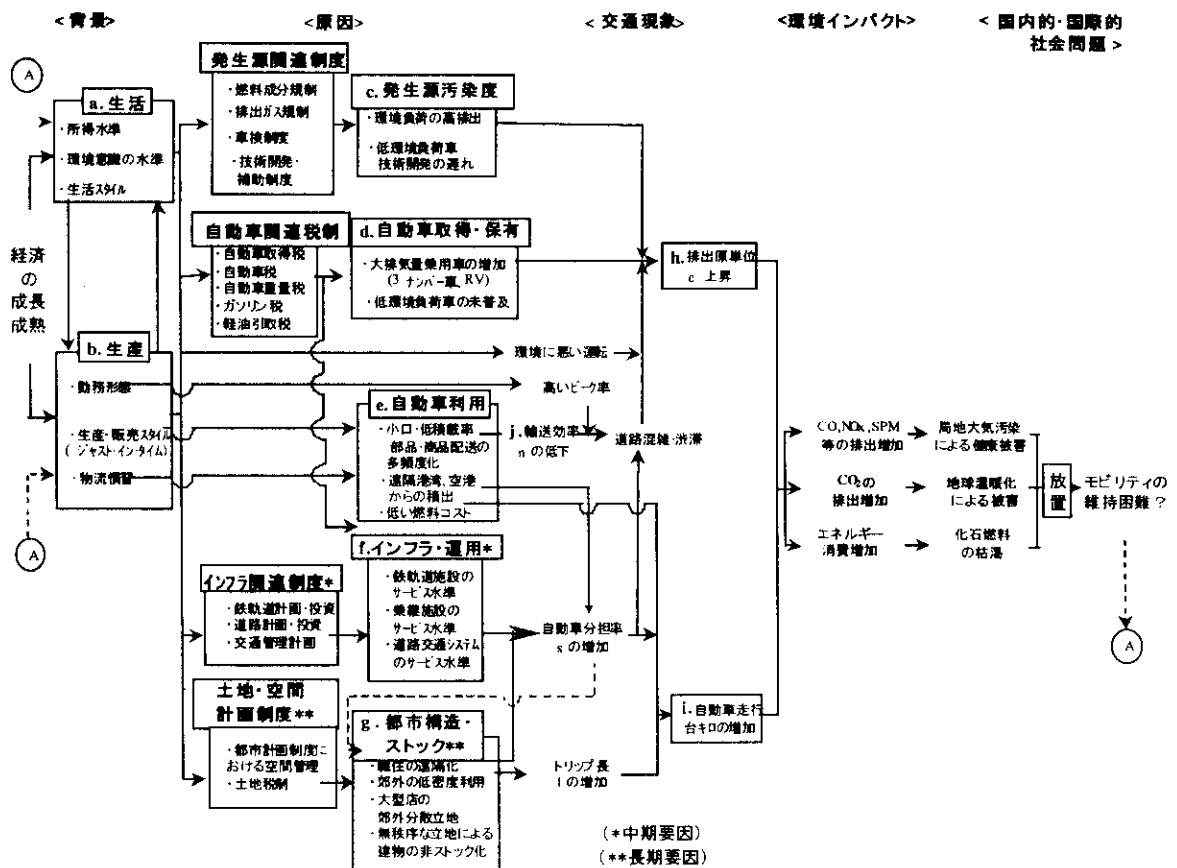 <背景>
<原因>
<交通現象>
<環境インパクト>
<国内的・国際的
社会問題>
A
a.生活
・所得水準
・環境意識の水準
・生活スタイル
経済
の
成長
成熟
b.生産
・勤務形態
・生産・販売スタイル
(ジャスト・イン・タイム)
・物流慣習
A
発生源関連制度
・燃料成分規制
・排出ガス規制
・車検制度
・技術開発・
補助制度
自動車関連税制
・自動車取得税
・自動車税
・自動車重量税
・ガソリン税
・軽油引取税
インフラ関連制度*
・鉄軌道計画・投資
・道路計画・投資
・交通管理計画
土地・空間
計画制度**
・都市計画制度に
おける空間管理
・土地税制
c.発生源汚染度
・環境負荷の高排出
・低環境負荷車
技術開発の遅れ
d.自動車取得・保有
・大排気量乗用車の増加
(3ナンバー車、RV)
・低環境負荷車の未普及
e.自動車利用
・小口・低積載率
部品・商品配送の
多頻度化
・遠隔港湾、空港
からの積出
・低い燃料コスト
f.インフラ・運用*
・鉄軌道施設の
サービス水準
・乗継施設の
サービス水準
・道路交通システム
のサービス水準
g.都市構造・
ストック**
・職住の遠隔化
・郊外の低密度利用
・大型店の
郊外分散立地
・無秩序な立地による
建物の非ストック化
環境に悪い運転
高いピーク率
j.輸送効率
nの低下
道路混雑・渋滞
自動車分担率
sの増加
トリップ長
lの増加
h.排出原単位
e上昇
i.自動車走行
台キロの増加
CO,NOx,SPM
等の排出増加
CO₂の
排出増加
エネルギー
消費増加
局地大気汚染
による健康被害
地球温暖化
による被害
化石燃料
の枯渇
放
置
モビリティの
維持困難?
A
(*中期要因)
(**長期要因)